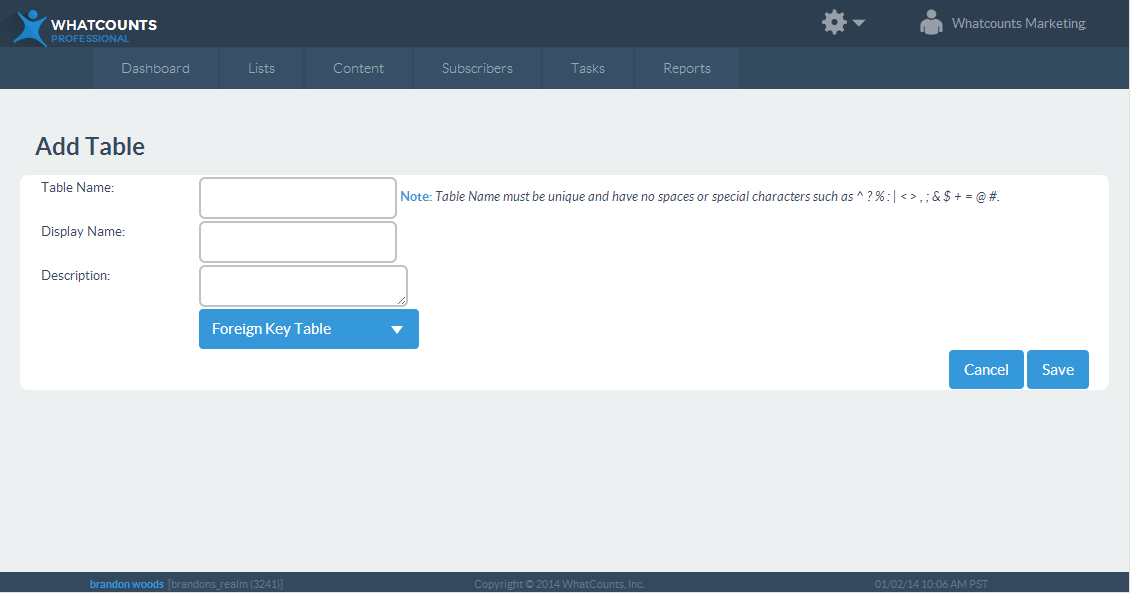 WHATCOUNTS
PROFESSIONAL
Whatcounts Marketing
Dashboard Lists Content Subscribers Tasks Reports
Add Table
Table Name:
Note: Table Name must be unique and have no spaces or special characters such as ^ ? % : | < > , ; & $ + = @ #.
Display Name:
Description:
Foreign Key Table
Cancel Save
brandon woods [brandons_realm (3241)] Copyright © 2014 WhatCounts, Inc. 01/02/14 10:06 AM PST